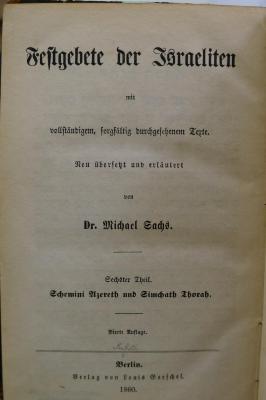 Festgebete der Israeliten
mit
vollständigem, sorgfältig durchgesehenem Texte.
Neu übersetzt und erläutert
von
Dr. Michael Sachs.
Sechster Theil.
Schemini Azereth und Simchath Thorah.
Vierte Auflage.
Berlin.
Verlag von Louis Gerschel.
1860.